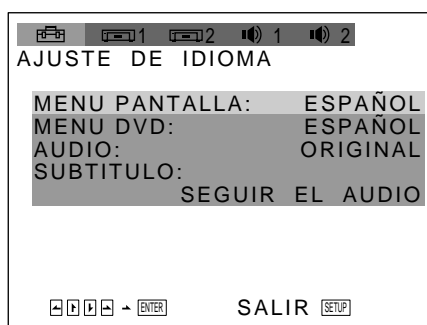 1 2 1 2
AJUSTE DE IDIOMA
MENU PANTALLA: ESPAÑOL
MENU DVD: ESPAÑOL
AUDIO: ORIGINAL
SUBTITULO:
SEGUIR EL AUDIO
ENTER SALIR SETUP